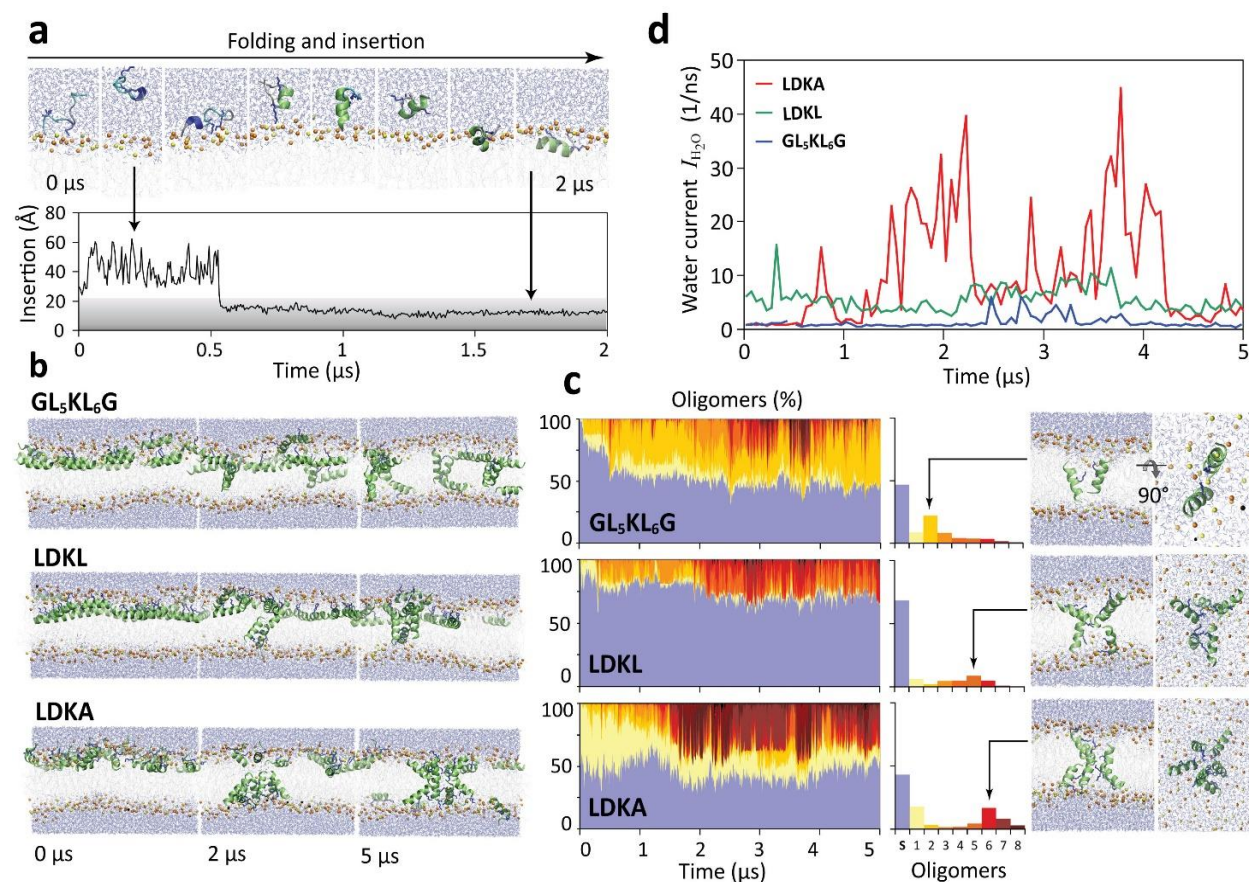 a
Folding and insertion
0 µs
2 µs
Insertion (Å)
80
60
40
20
0
0
0.5
1
1.5
2
Time (µs)
b
GL₅KL₆G
LDKL
LDKA
0 µs
2 µs
5 µs
c
Oligomers (%)
100
50
0
GL₅KL₆G
100
50
0
LDKL
100
50
0
LDKA
0 1 2 3 4 5
Time (µs)
S 1 2 3 4 5 6 7 8
Oligomers
90°
d
Water current I_H₂O (1/ns)
50
40
30
20
10
0
LDKA
LDKL
GL₅KL₆G
0 1 2 3 4 5
Time (µs)